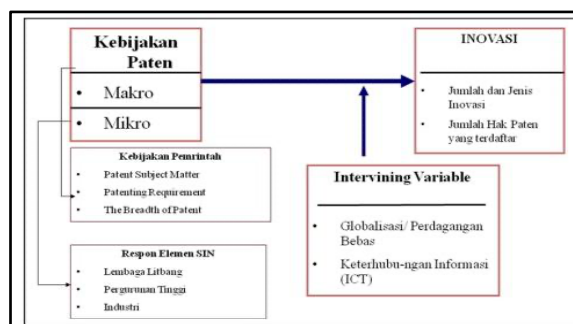 Kebijakan
Paten
• Makro
• Mikro
Kebijakan Pemrintah
• Patent Subject Matter
• Patenting Requirement
• The Breadth of Patent
Respon Elemen SIN
• Lembaga Litbang
• Pergurunan Tinggi
• Industri
INOVASI
• Jumlah dan Jenis
Inovasi
• Jumlah Hak Paten
yang terdaftar
Intervining Variable
• Globalisasi/ Perdagangan
Bebas
• Keterhubu-ngan Informasi
(ICT)